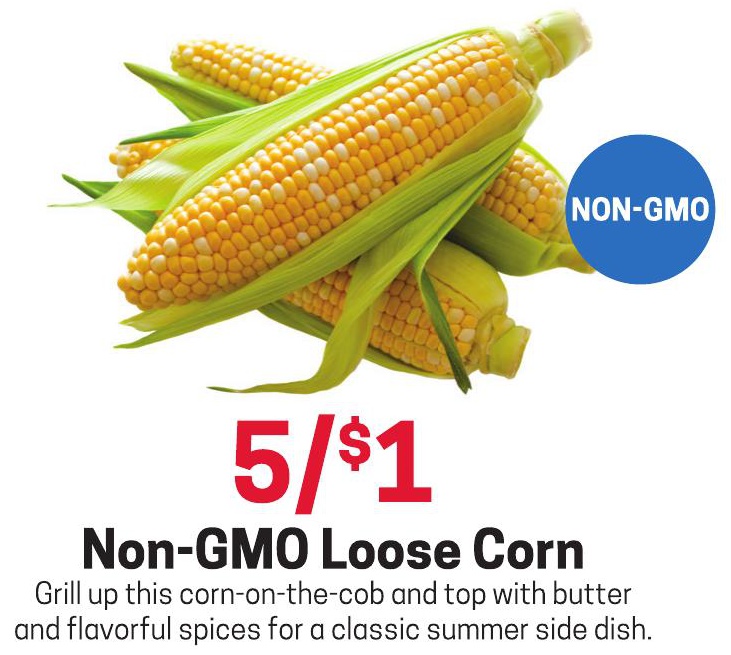 NON-GMO
5/$1
Non-GMO Loose Corn
Grill up this corn-on-the-cob and top with butter
and flavorful spices for a classic summer side dish.